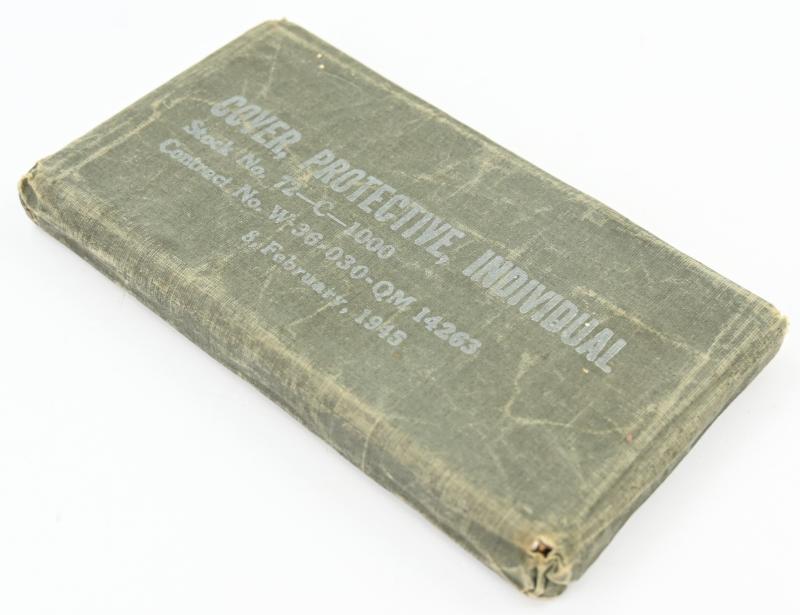 COVER, PROTECTIVE, INDIVIDUAL
Stock No. 72—C—1000
Contract No. W-36-030-QM 14263
8, February, 1945